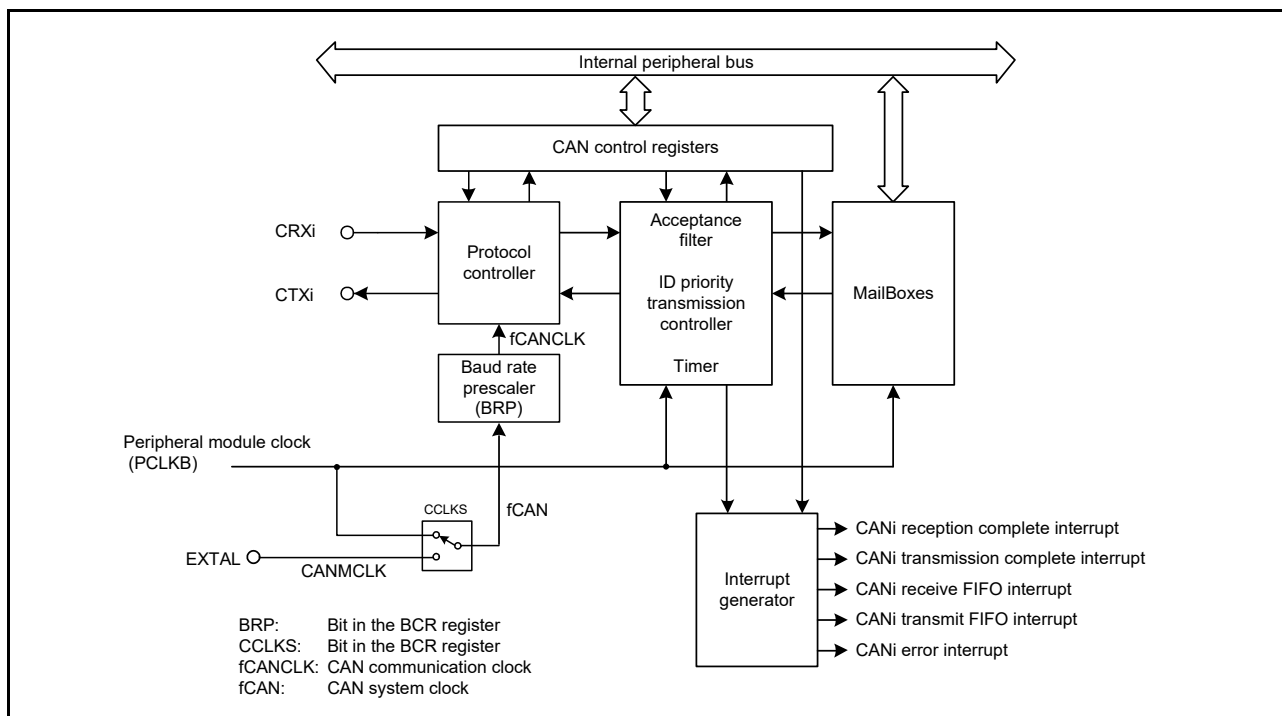 Internal peripheral bus
CAN control registers
CRXi
CTXi
Protocol
controller
Acceptance
filter
ID priority
transmission
controller
Timer
MailBoxes
fCANCLK
Baud rate
prescaler
(BRP)
Peripheral module clock
(PCLKB)
CCLKS
fCAN
EXTAL
CANMCLK
Interrupt
generator
CANi reception complete interrupt
CANi transmission complete interrupt
CANi receive FIFO interrupt
CANi transmit FIFO interrupt
CANi error interrupt
BRP: Bit in the BCR register
CCLKS: Bit in the BCR register
fCANCLK: CAN communication clock
fCAN: CAN system clock